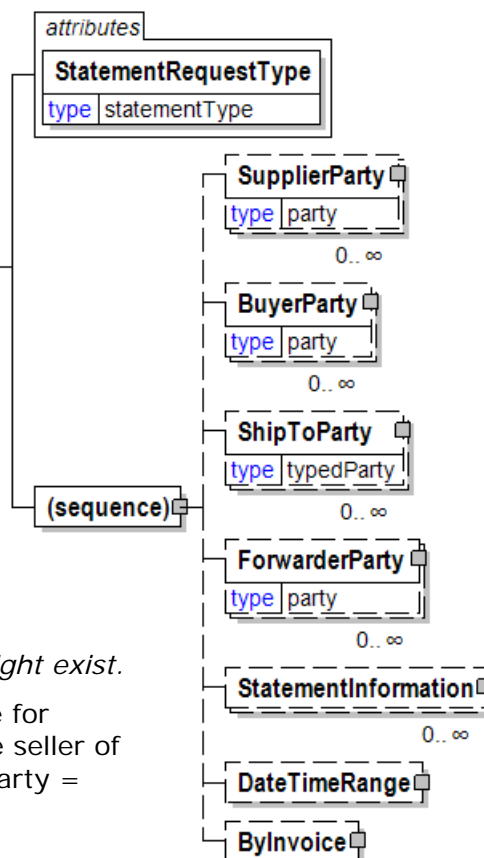 attributes
StatementRequestType
type statementType
SupplierParty
type party
0.. ∞
BuyerParty
type party
0.. ∞
ShipToParty
type typedParty
0.. ∞
(sequence)
ForwarderParty
type party
0.. ∞
ight exist.
StatementInformation
0.. ∞
e for
e seller of
arty =
DateTimeRange
ByInvoice